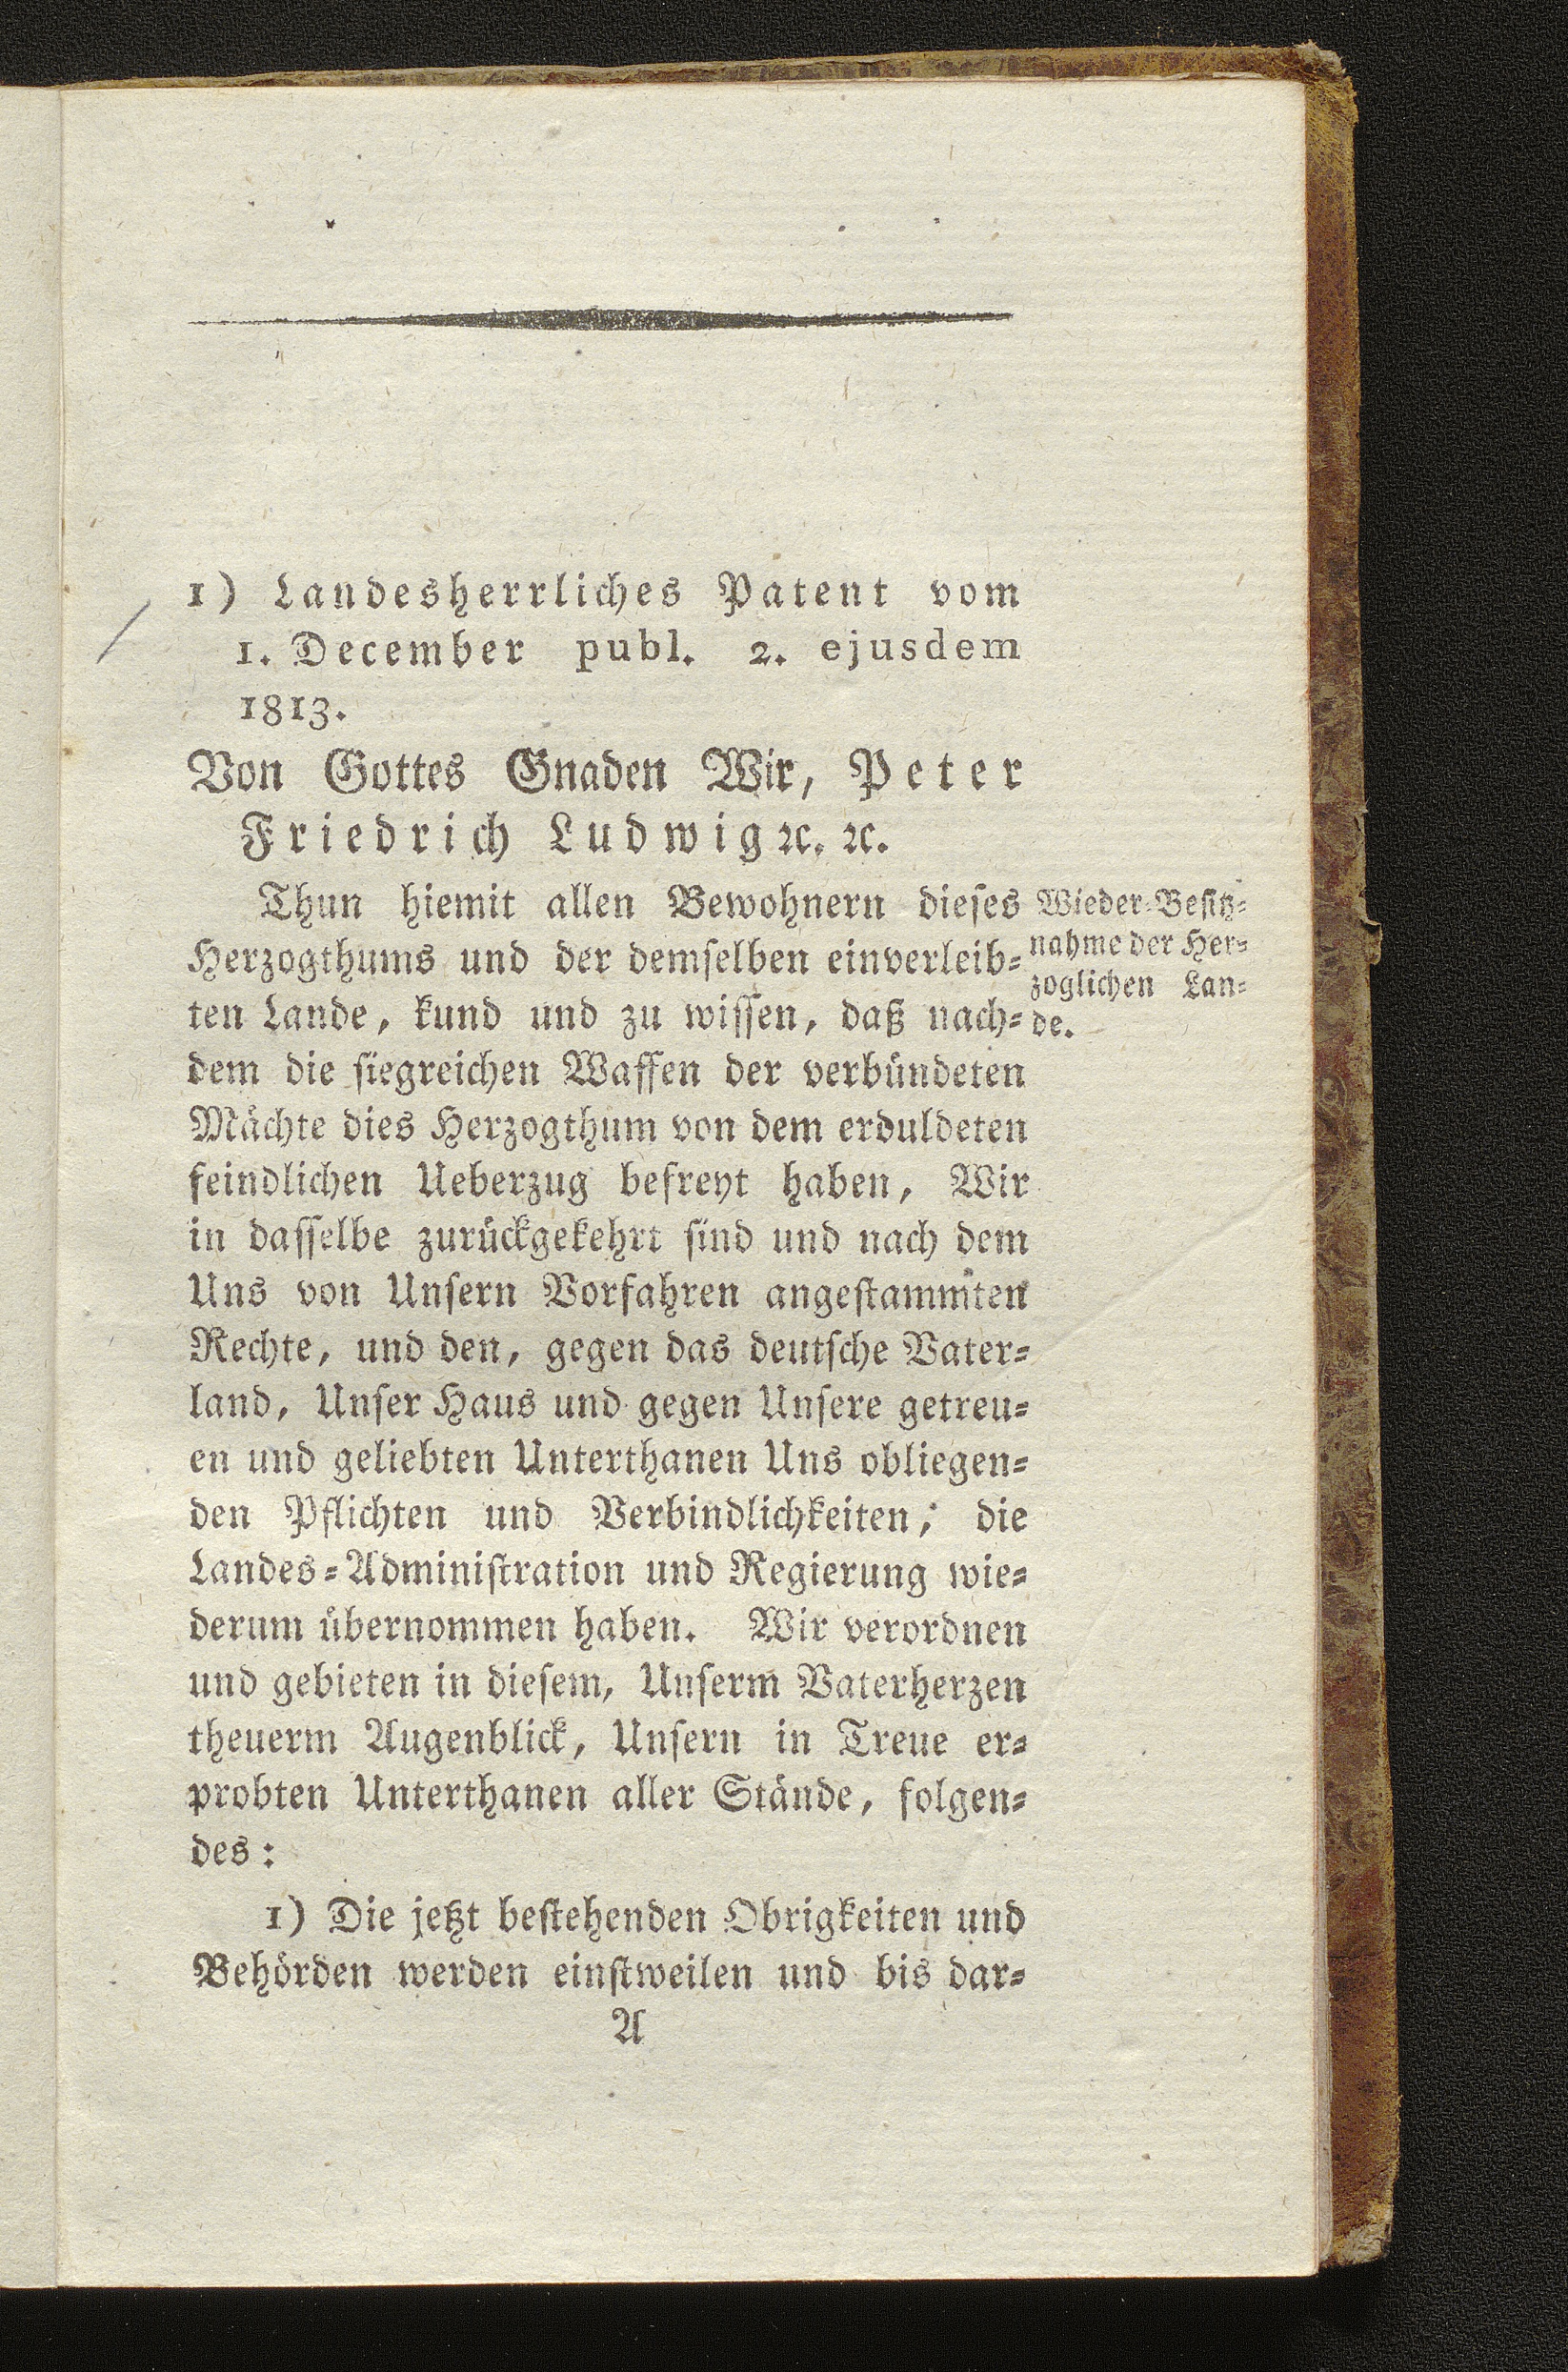 1) Landesherrliches Patent vom
1. December publ. 2. ejusdem
1813.
Von Gottes Gnaden Wir, Peter
Friedrich Ludwig ꝛc. ꝛc.
Thun hiemit allen Bewohnern dieses
Herzogthums und der demselben einverleib-
ten Lande, kund und zu wissen, daß nach-
dem die siegreichen Waffen der verbündeten
Mächte dies Herzogthum von dem erduldeten
feindlichen Ueberzug befreyt haben, Wir
in dasselbe zurückgekehrt sind und nach dem
Uns von Unsern Vorfahren angestammten
Rechte, und den, gegen das deutsche Vater-
land, Unser Haus und gegen Unsere getreu-
en und geliebten Unterthanen Uns obliegen-
den Pflichten und Verbindlichkeiten, die
Landes-Administration und Regierung wie-
derum übernommen haben. Wir verordnen
und gebieten in diesem, Unserm Vaterherzen
theuerm Augenblick, Unsern in Treue er-
probten Unterthanen aller Stände, folgen-
des:
1) Die jetzt bestehenden Obrigkeiten und
Behörden werden einstweilen und bis dar-
A
Wieder-Besitz-
nahme der Her-
zoglichen Lan-
de.